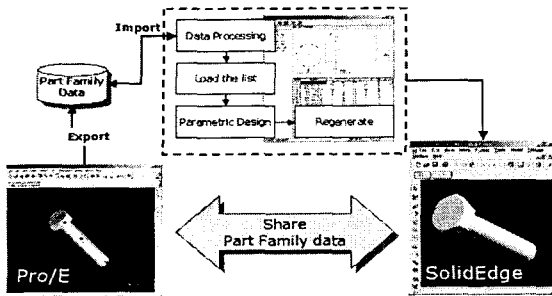 Import
Data Processing
Load the list
Parametric Design
Regenerate
Part Family
Data
Export
Share
Part Family data
Pro/E
SolidEdge